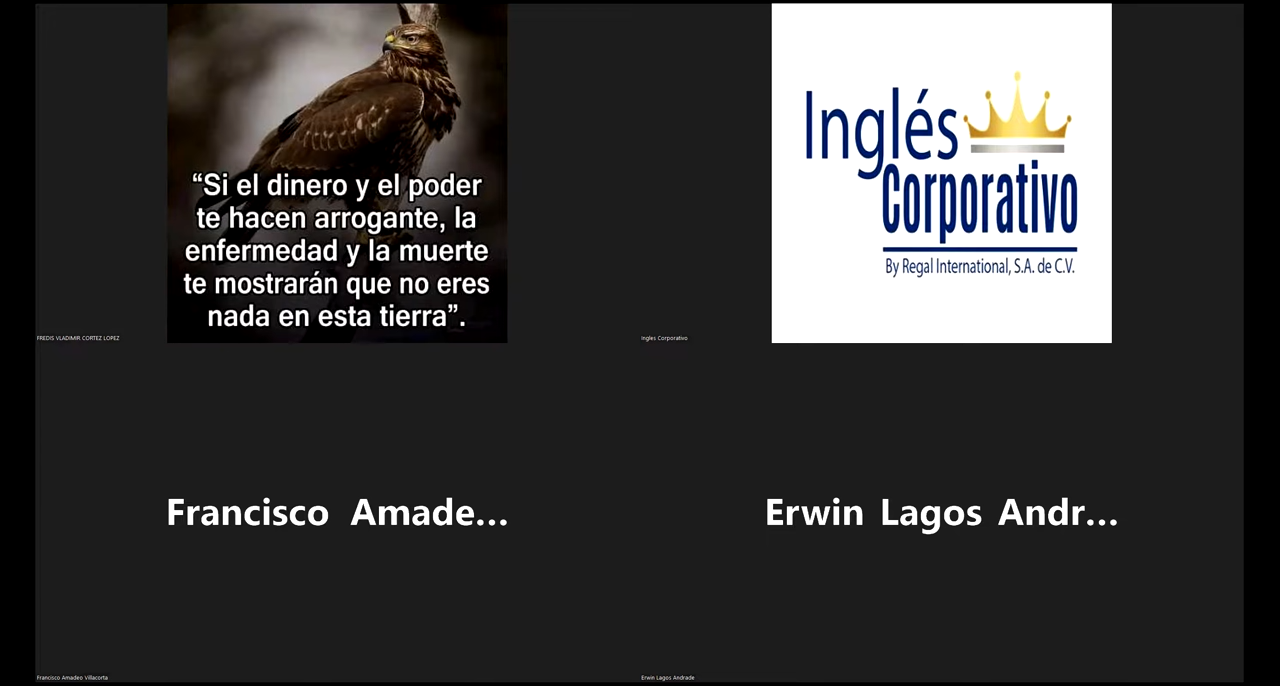 “Si el dinero y el poder
te hacen arrogante, la
enfermedad y la muerte
te mostrarán que no eres
nada en esta tierra”.
FREDIS VLADIMIR CORTEZ LOPEZ
Inglés
Corporativo
By Regal International, S.A. de C.V.
Ingles Corporativo
Francisco Amade...
Francisco Amadeo Villacorta
Erwin Lagos Andr...
Erwin Lagos Andrade